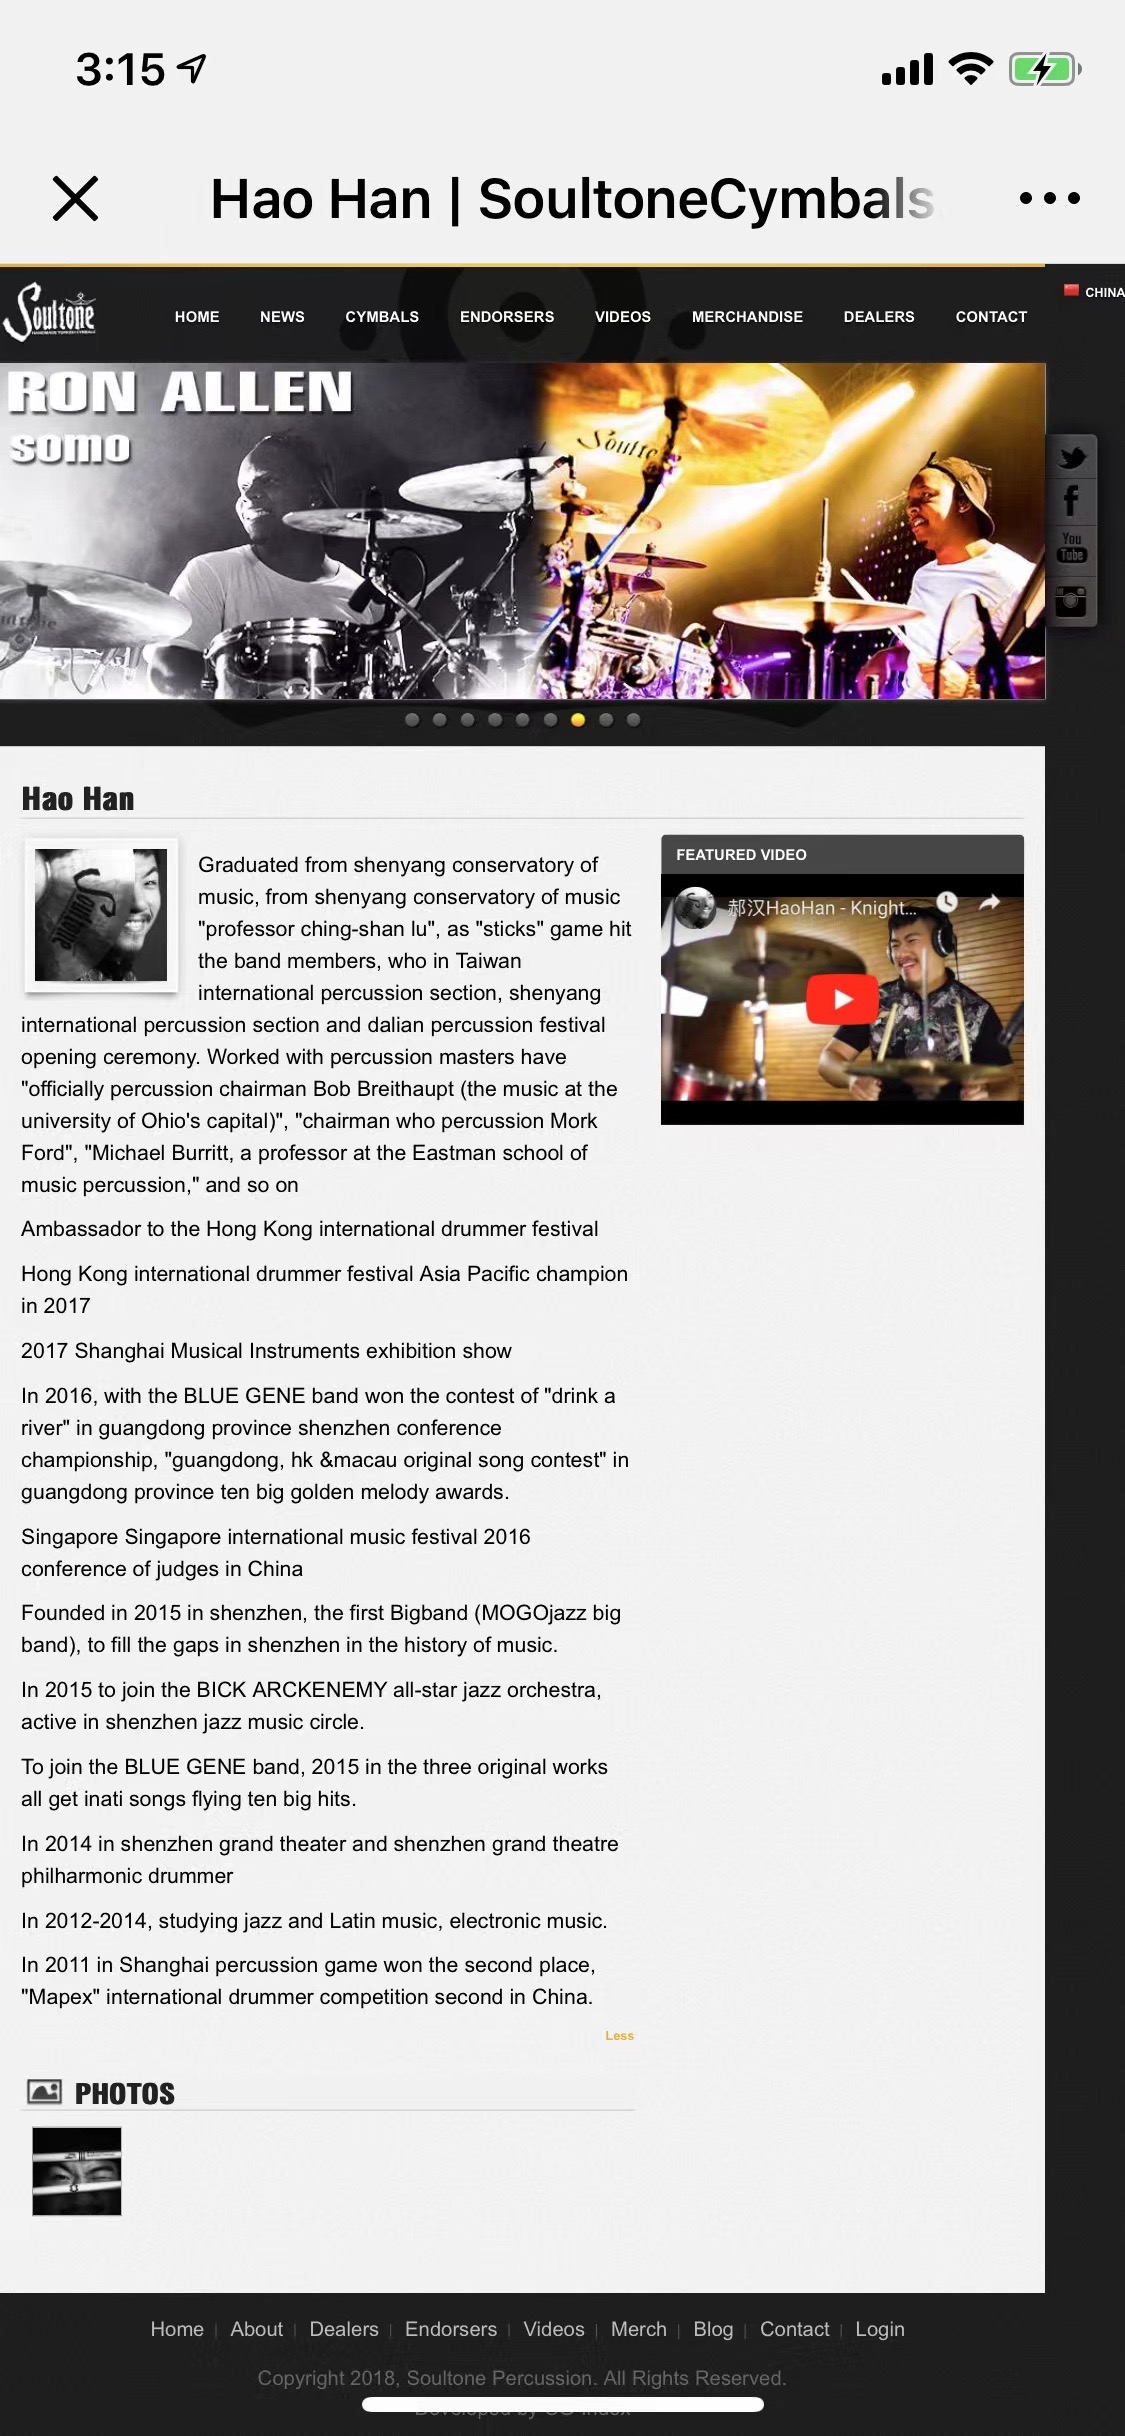 3:15
Hao Han | SoultoneCymbals
Soultone
HOME NEWS CYMBALS ENDORSERS VIDEOS MERCHANDISE DEALERS CONTACT
CHINA
RON ALLEN
SOMO
You
Tube
Hao Han
Graduated from shenyang conservatory of
music, from shenyang conservatory of music
"professor ching-shan lu", as "sticks" game hit
the band members, who in Taiwan
international percussion section, shenyang
international percussion section and dalian percussion festival
opening ceremony. Worked with percussion masters have
"officially percussion chairman Bob Breithaupt (the music at the
university of Ohio's capital)", "chairman who percussion Mork
Ford", "Michael Burritt, a professor at the Eastman school of
music percussion," and so on
Ambassador to the Hong Kong international drummer festival
Hong Kong international drummer festival Asia Pacific champion
in 2017
2017 Shanghai Musical Instruments exhibition show
In 2016, with the BLUE GENE band won the contest of "drink a
river" in guangdong province shenzhen conference
championship, "guangdong, hk &macau original song contest" in
guangdong province ten big golden melody awards.
Singapore Singapore international music festival 2016
conference of judges in China
Founded in 2015 in shenzhen, the first Bigband (MOGOjazz big
band), to fill the gaps in shenzhen in the history of music.
In 2015 to join the BICK ARCKENEMY all-star jazz orchestra,
active in shenzhen jazz music circle.
To join the BLUE GENE band, 2015 in the three original works
all get inati songs flying ten big hits.
In 2014 in shenzhen grand theater and shenzhen grand theatre
philharmonic drummer
In 2012-2014, studying jazz and Latin music, electronic music.
In 2011 in Shanghai percussion game won the second place,
"Mapex" international drummer competition second in China.
Less
FEATURED VIDEO
郝汉HaoHan - Knight...
PHOTOS
Home | About | Dealers | Endorsers | Videos | Merch | Blog | Contact | Login
Copyright 2018, Soultone Percussion. All Rights Reserved.